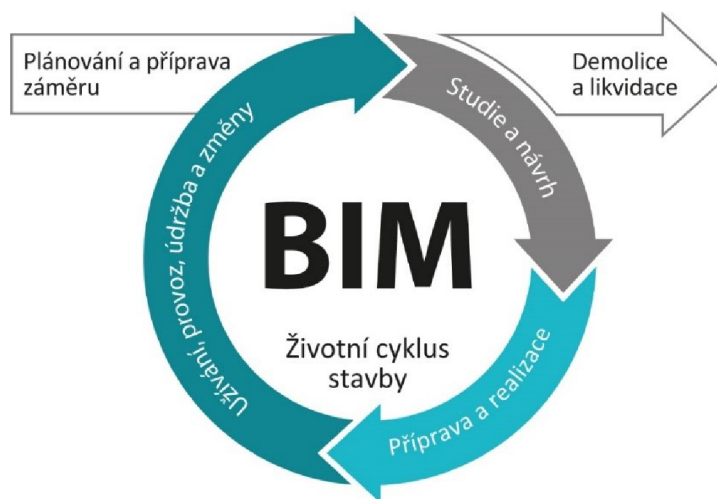 Plánování a příprava
záměru
Demolice
a likvidace
Studie a návrh
Příprava a realizace
Užívání, provoz, údržba a změny
BIM
Životní cyklus
stavby